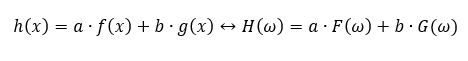 h(x) = a · f(x) + b · g(x) ↔ H(ω) = a · F(ω) + b · G(ω)